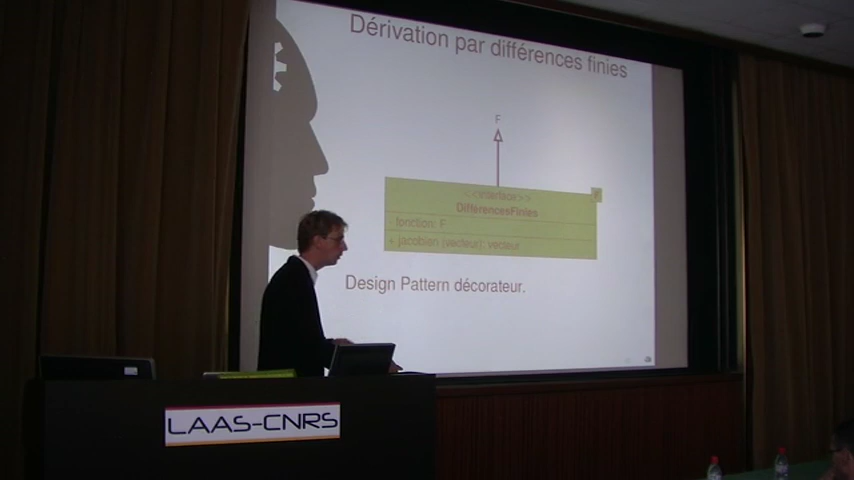 Dérivation par différences finies
F
<<interface>>
DifferencesFinies
fonction: F
+ jacobien (vecteur): vecteur
Design Pattern décorateur.
LAAS-CNRS